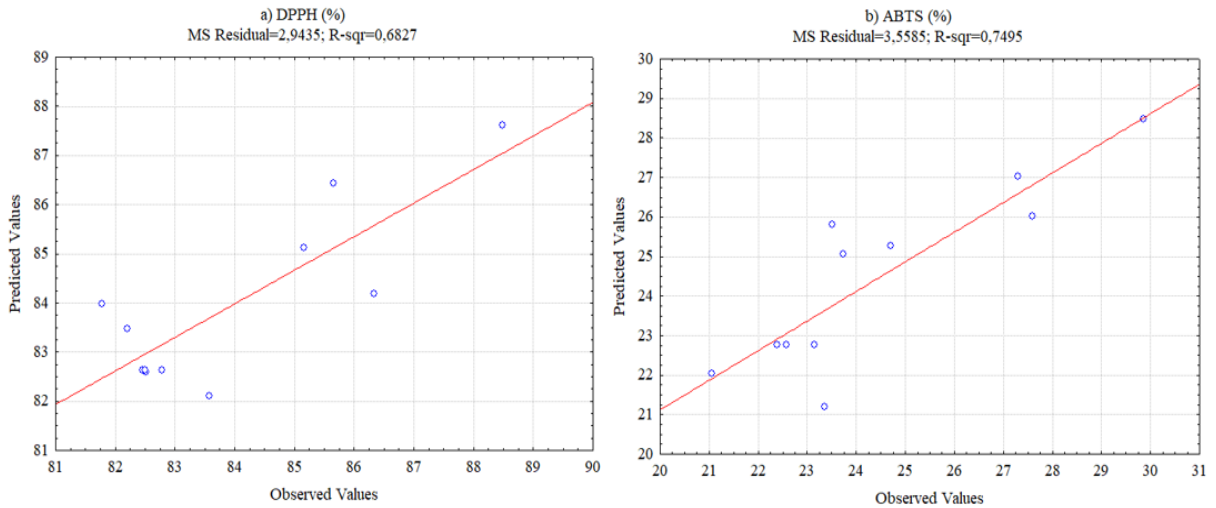 a) DPPH (%)
MS Residual=2,9435; R-sqr=0,6827
89
88
87
86
85
84
83
82
81
Predicted Values
81 82 83 84 85 86 87 88 89 90
Observed Values
b) ABTS (%)
MS Residual=3,5585; R-sqr=0,7495
30
29
28
27
26
25
24
23
22
21
20
Predicted Values
20 21 22 23 24 25 26 27 28 29 30 31
Observed Values